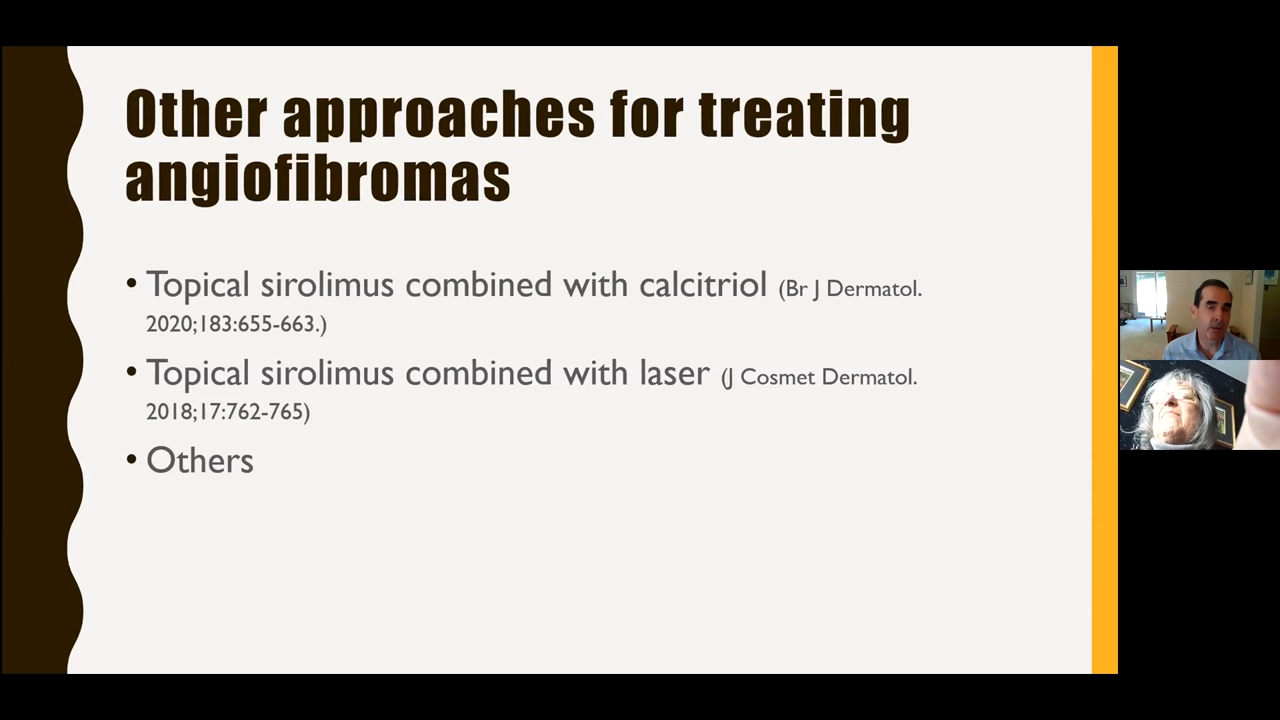 Other approaches for treating
angiofibromas
• Topical sirolimus combined with calcitriol (Br J Dermatol.
2020;183:655-663.)
• Topical sirolimus combined with laser (J Cosmet Dermatol.
2018;17:762-765)
• Others